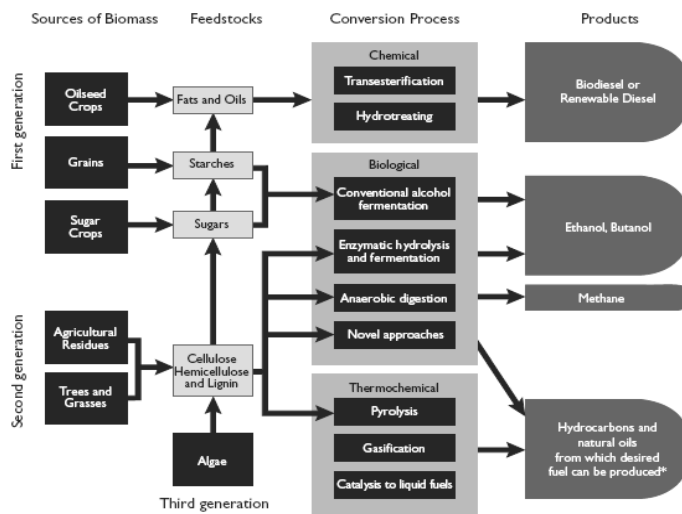 Sources of Biomass
Feedstocks
Conversion Process
Products
First generation
Oilseed
Crops
Grains
Sugar
Crops
Fats and Oils
Starches
Sugars
Chemical
Transesterification
Hydrotreating
Biodiesel or
Renewable Diesel
Biological
Conventional alcohol
fermentation
Enzymatic hydrolysis
and fermentation
Anaerobic digestion
Novel approaches
Ethanol, Butanol
Methane
Second generation
Agricultural
Residues
Trees and
Grasses
Cellulose
Hemicellulose
and Lignin
Algae
Third generation
Thermochemical
Pyrolysis
Gasification
Catalysis to liquid fuels
Hydrocarbons and
natural oils
from which desired
fuel can be produced*